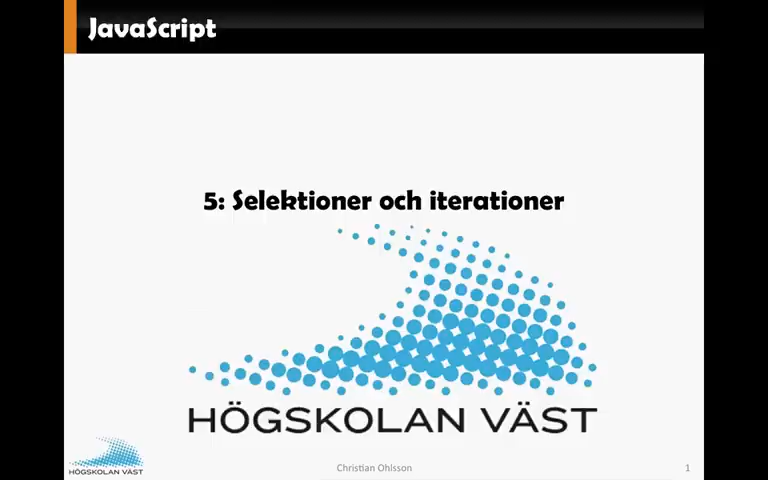 JavaScript
5: Selektioner och iterationer
HÖGSKOLAN VÄST
HÖGSKOLAN VÄST
Christian Ohlsson
1